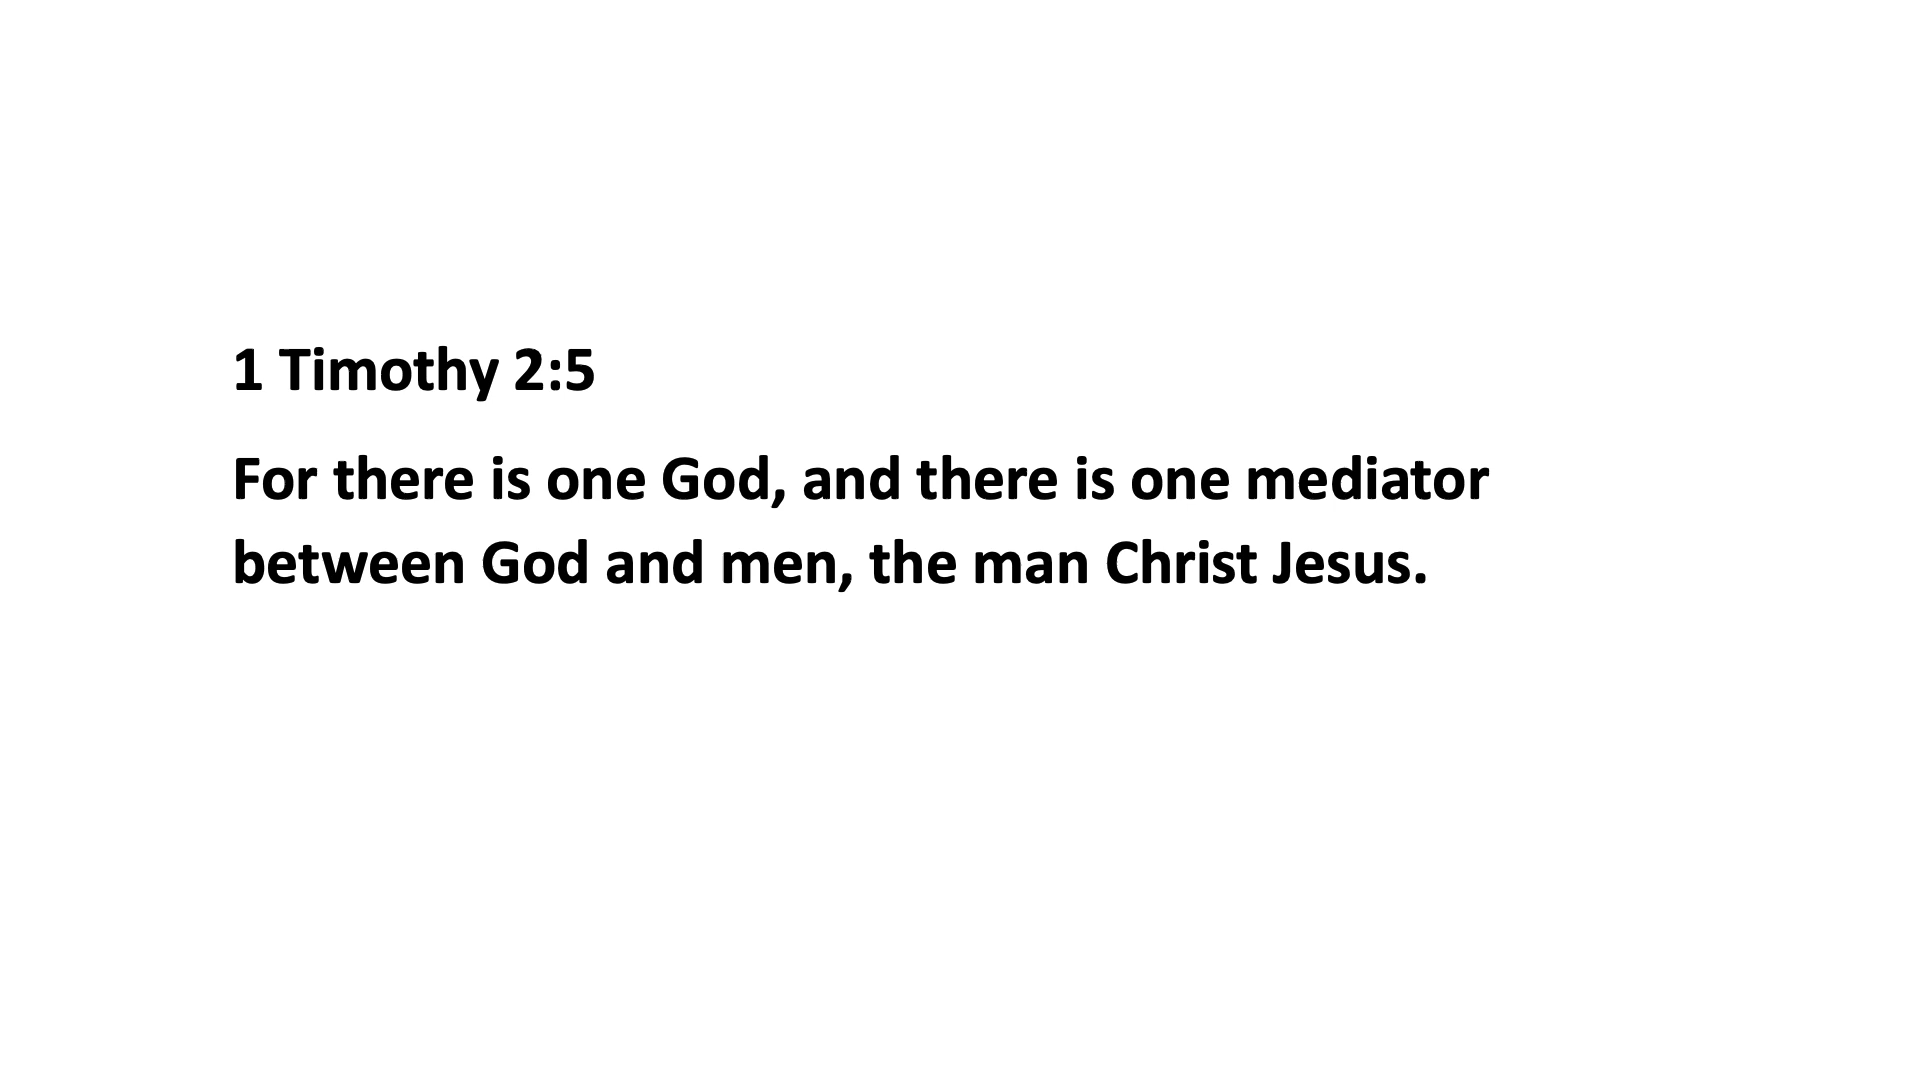 1 Timothy 2:5
For there is one God, and there is one mediator
between God and men, the man Christ Jesus.